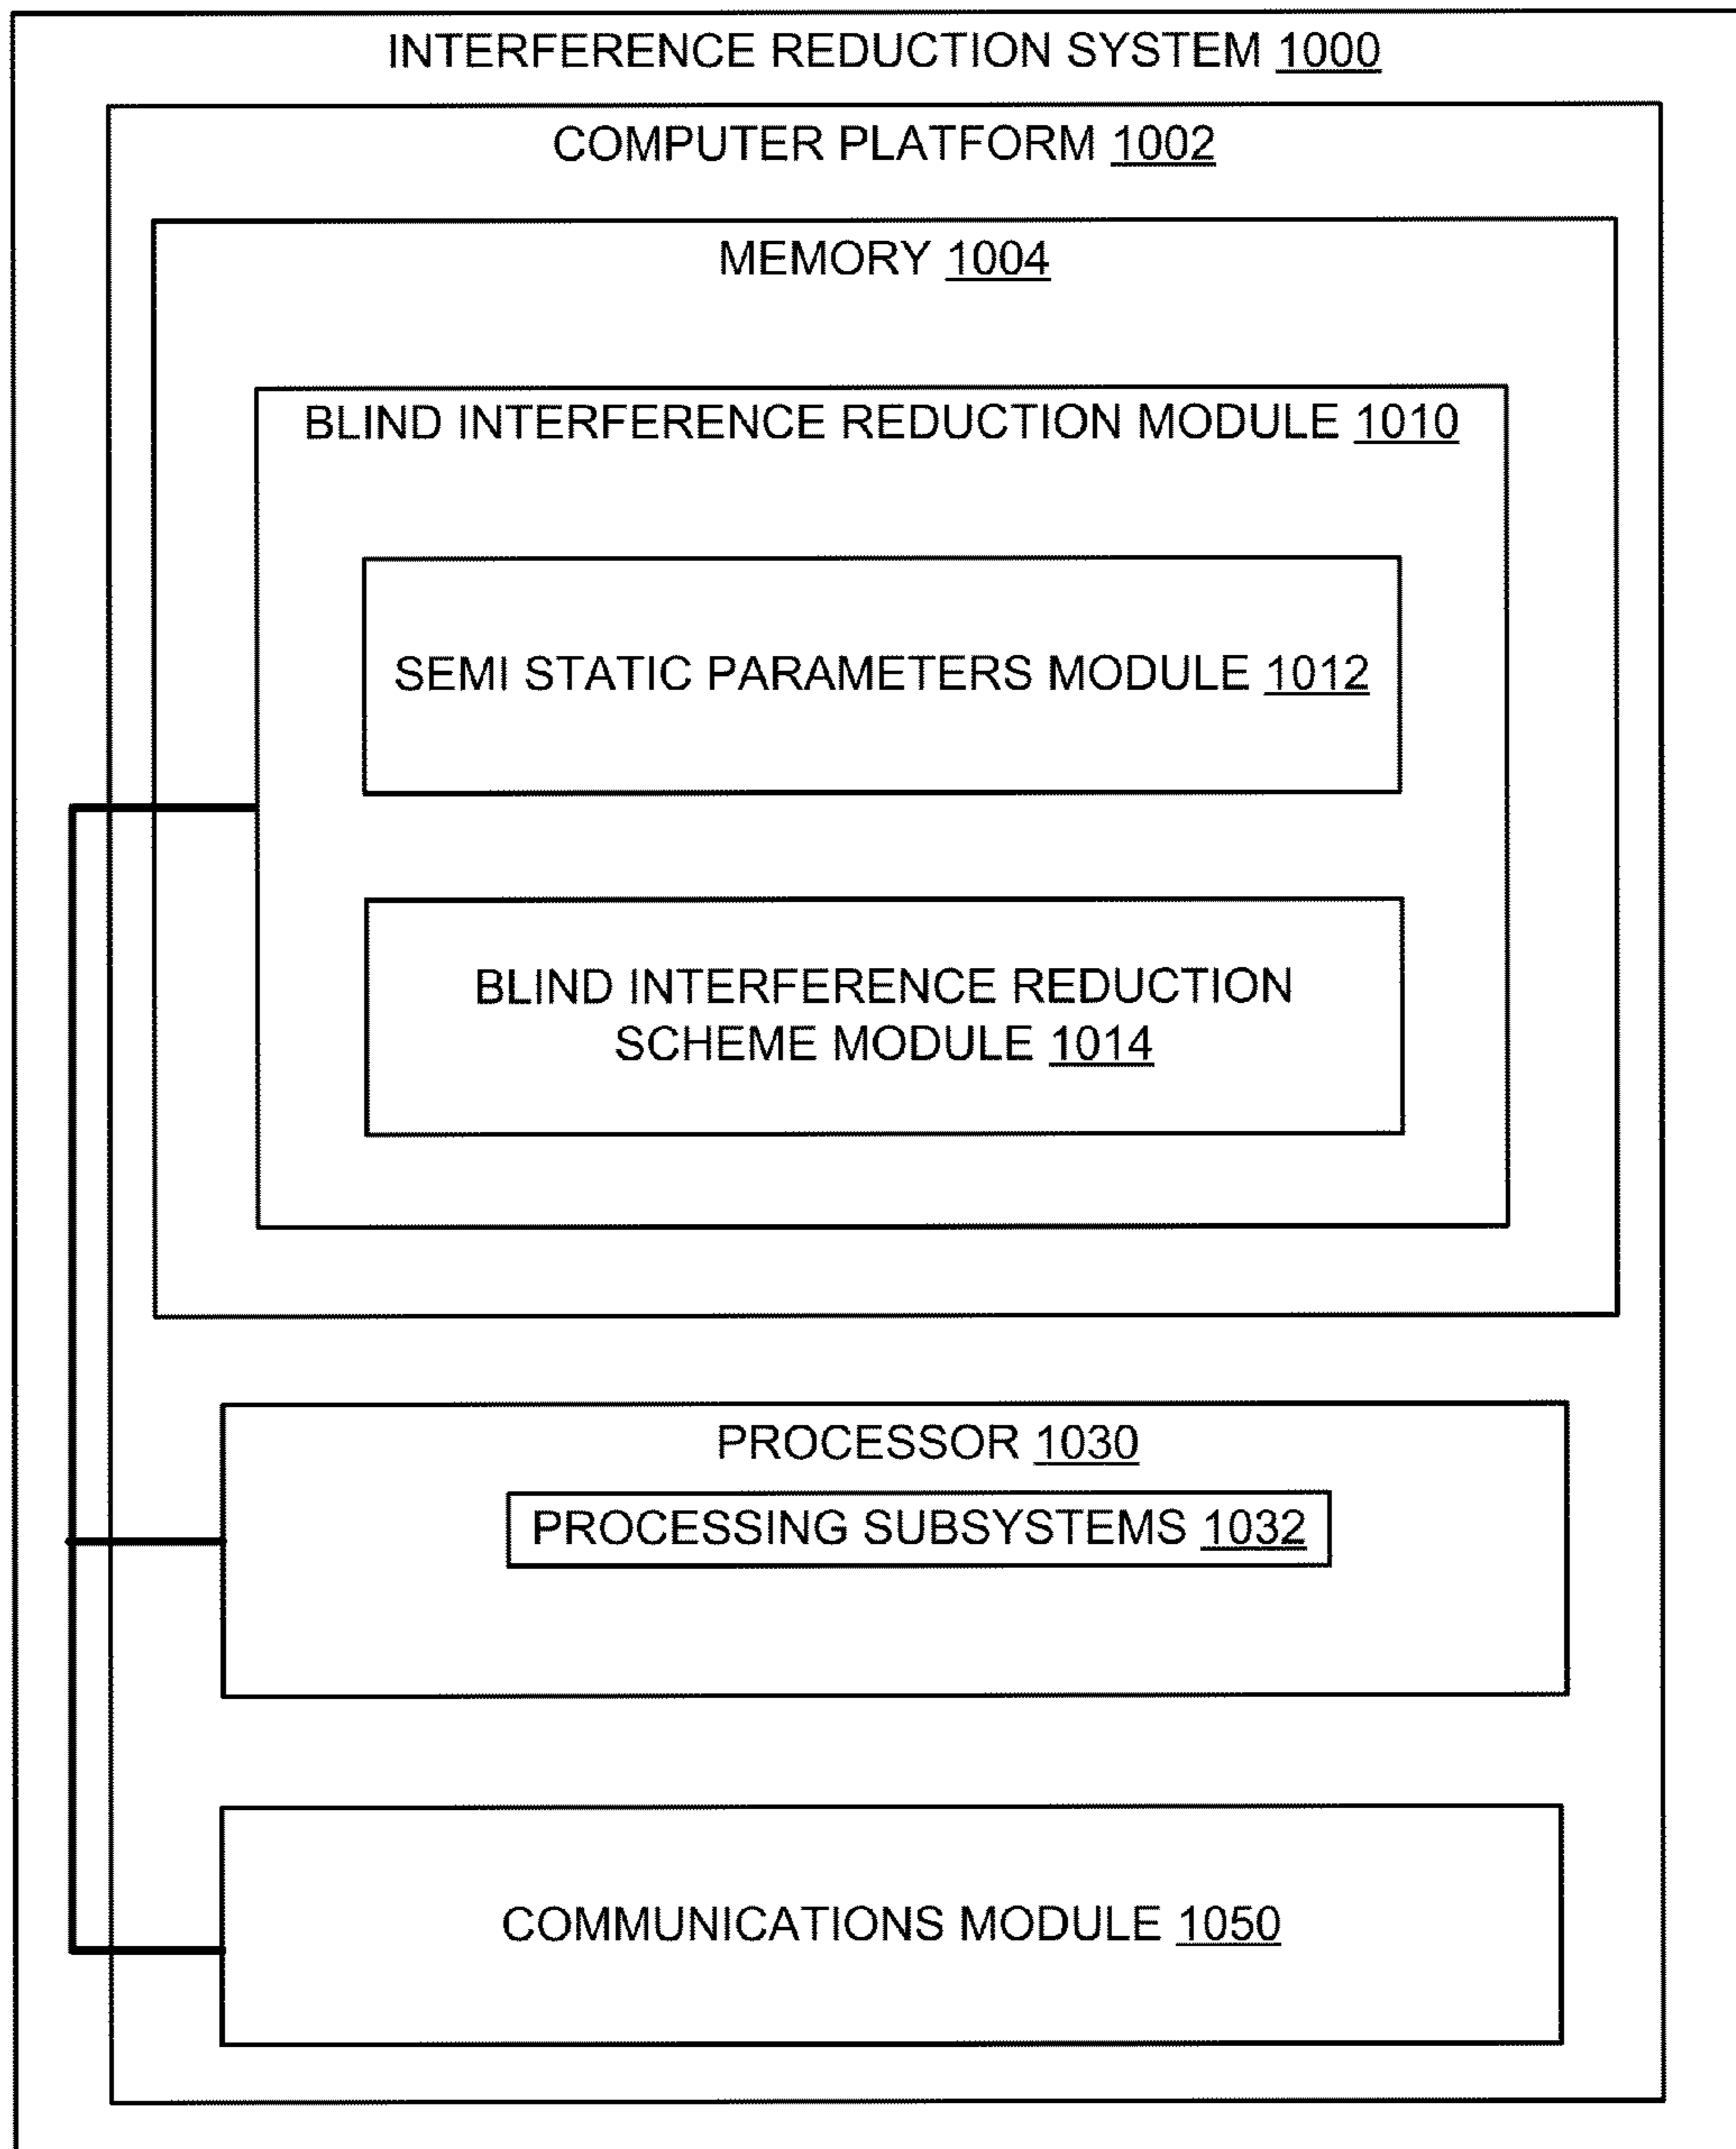 INTERFERENCE REDUCTION SYSTEM 1000
COMPUTER PLATFORM 1002
MEMORY 1004
BLIND INTERFERENCE REDUCTION MODULE 1010
SEMI STATIC PARAMETERS MODULE 1012
BLIND INTERFERENCE REDUCTION
SCHEME MODULE 1014
PROCESSOR 1030
PROCESSING SUBSYSTEMS 1032
COMMUNICATIONS MODULE 1050